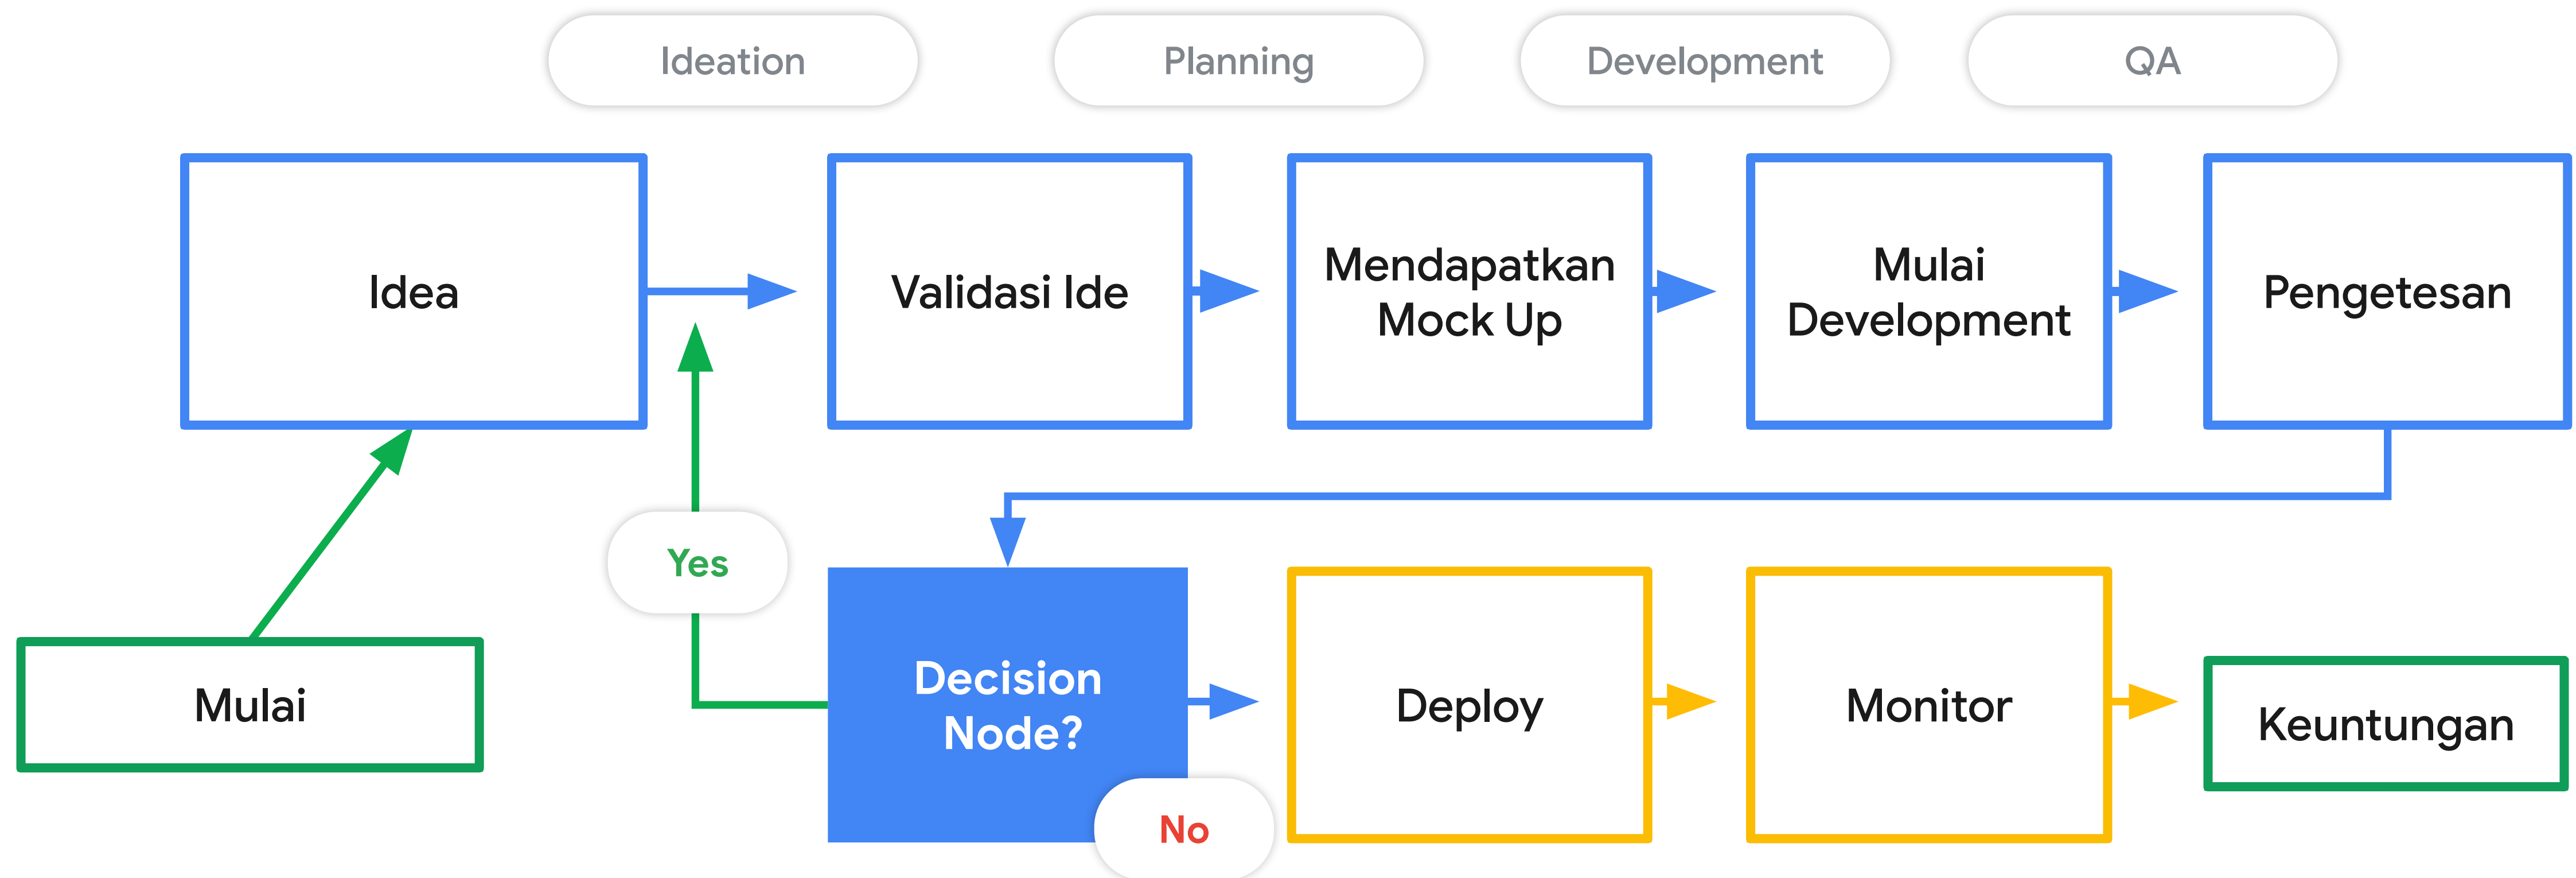 Ideation
Planning
Development
QA
Idea
Validasi Ide
Mendapatkan
Mock Up
Mulai
Development
Pengetesan
Yes
Mulai
Decision
Node?
No
Deploy
Monitor
Keuntungan